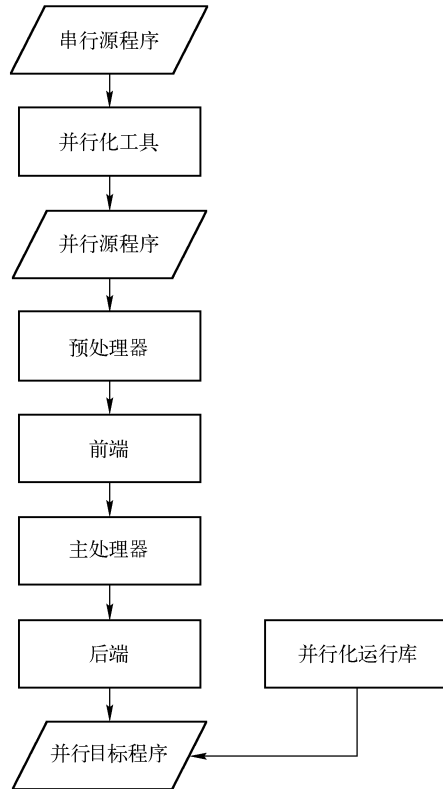 串行源程序
并行化工具
并行源程序
预处理器
前端
主处理器
后端
并行化运行库
并行目标程序